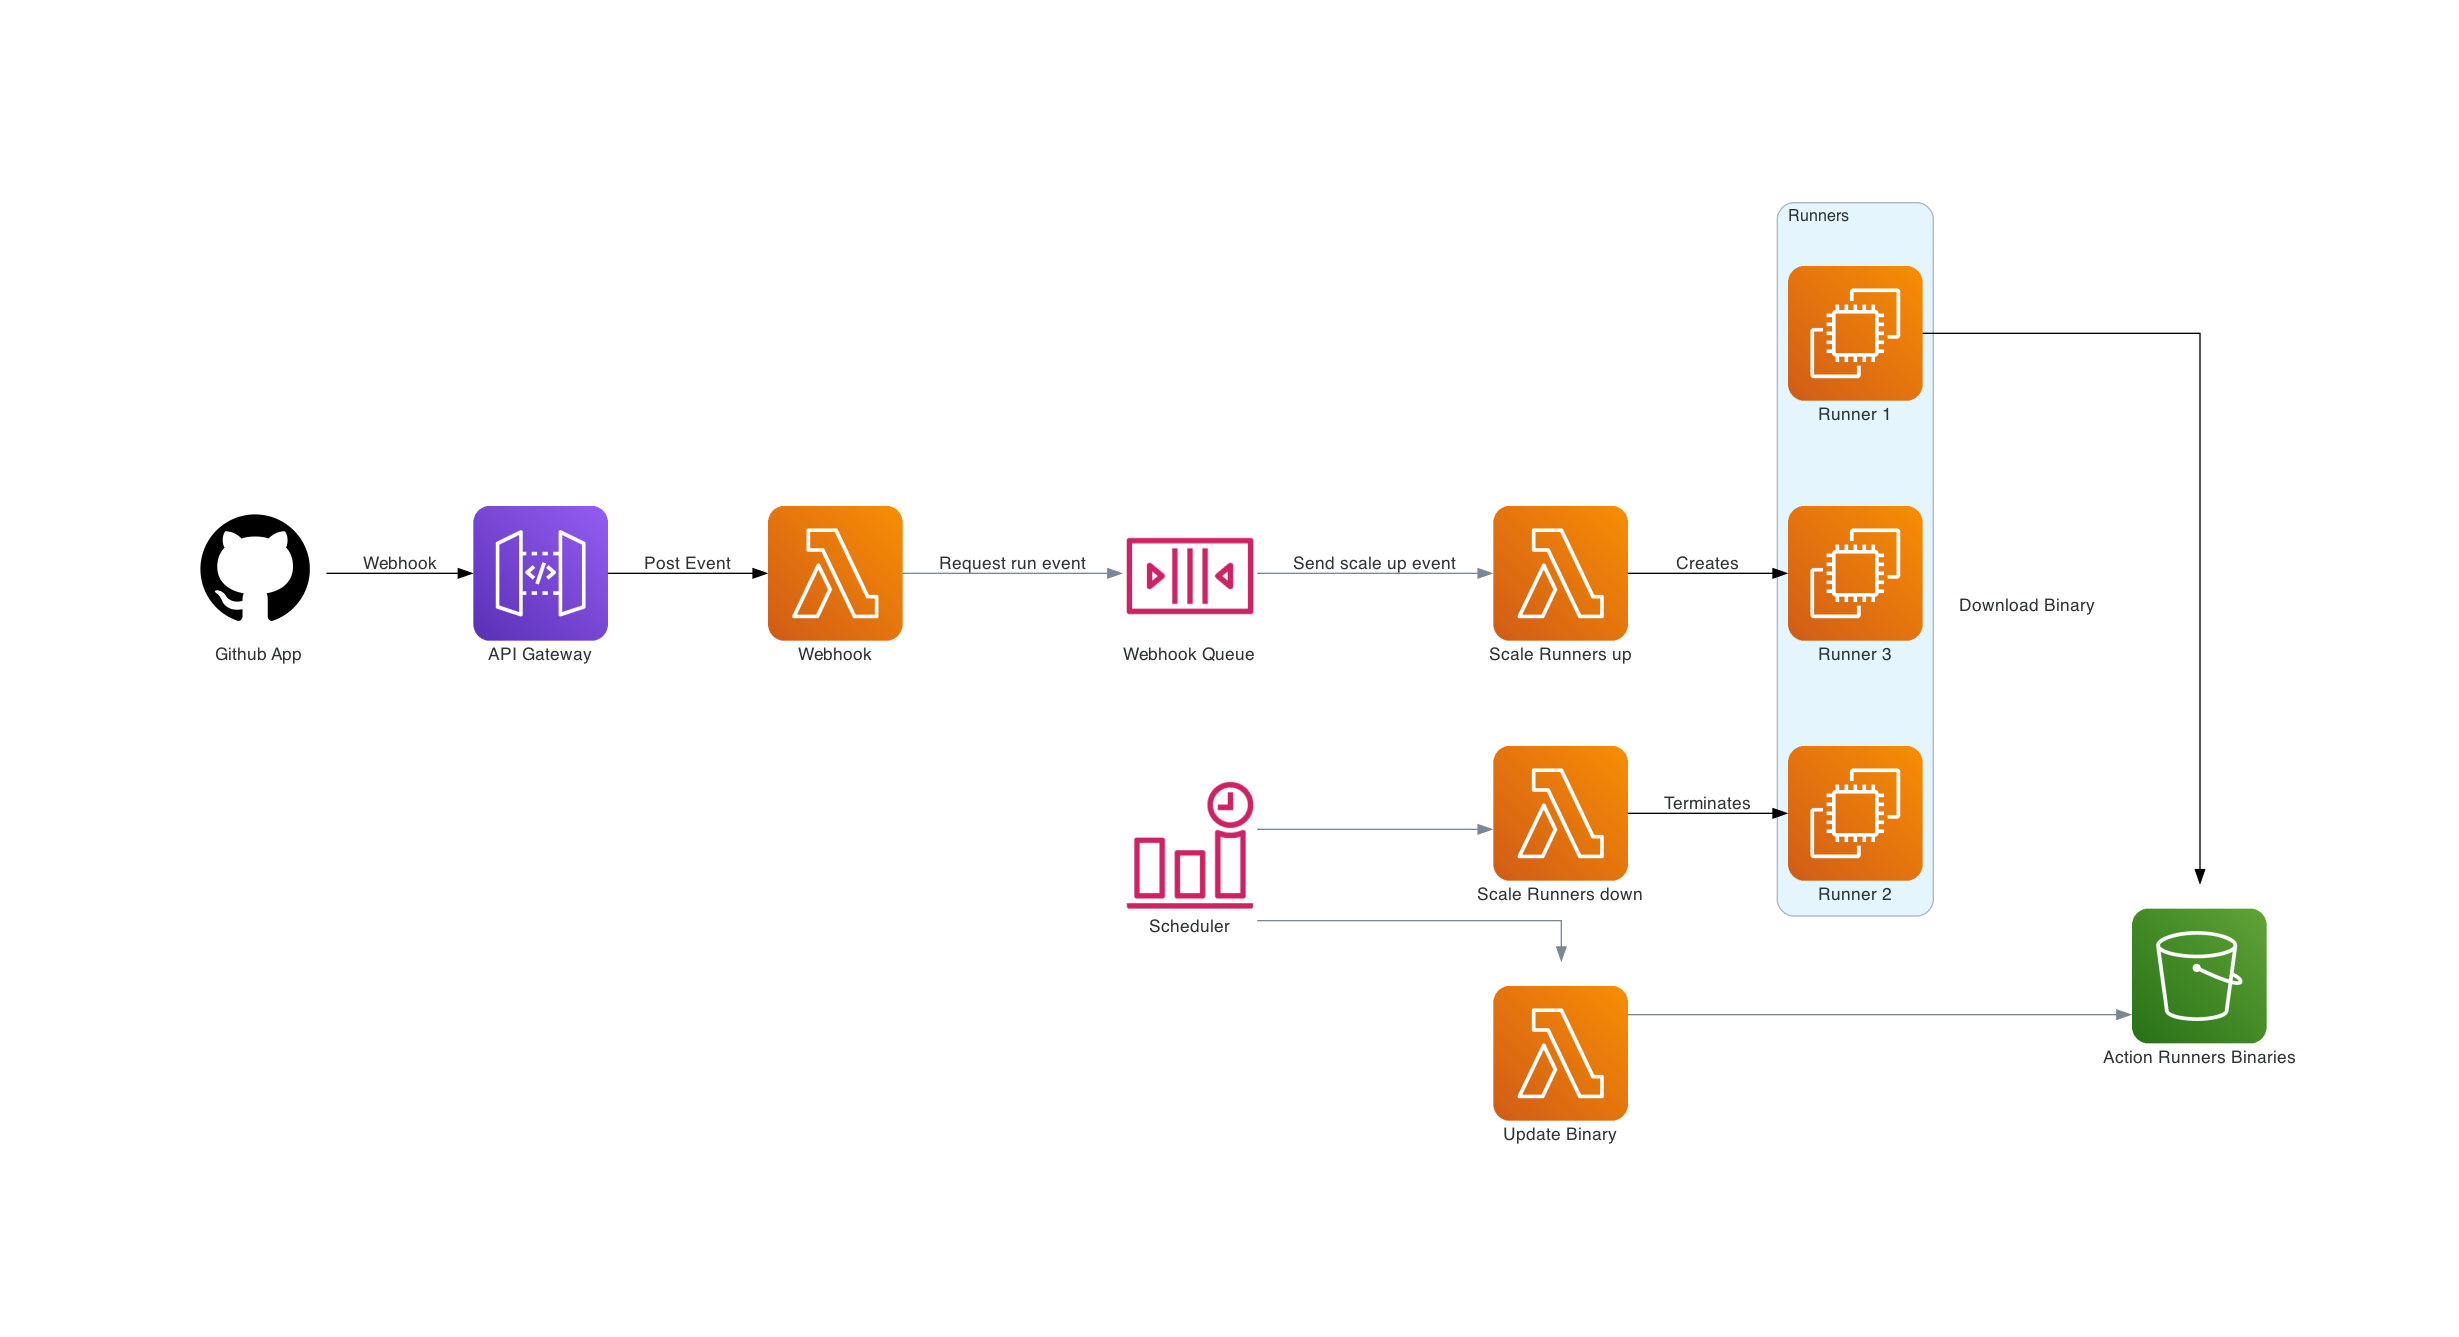 Runners
Runner 1
Github App
Webhook
API Gateway
Post Event
Webhook
Request run event
Webhook Queue
Send scale up event
Scale Runners up
Creates
Runner 3
Download Binary
Scheduler
Scale Runners down
Terminates
Runner 2
Update Binary
Action Runners Binaries